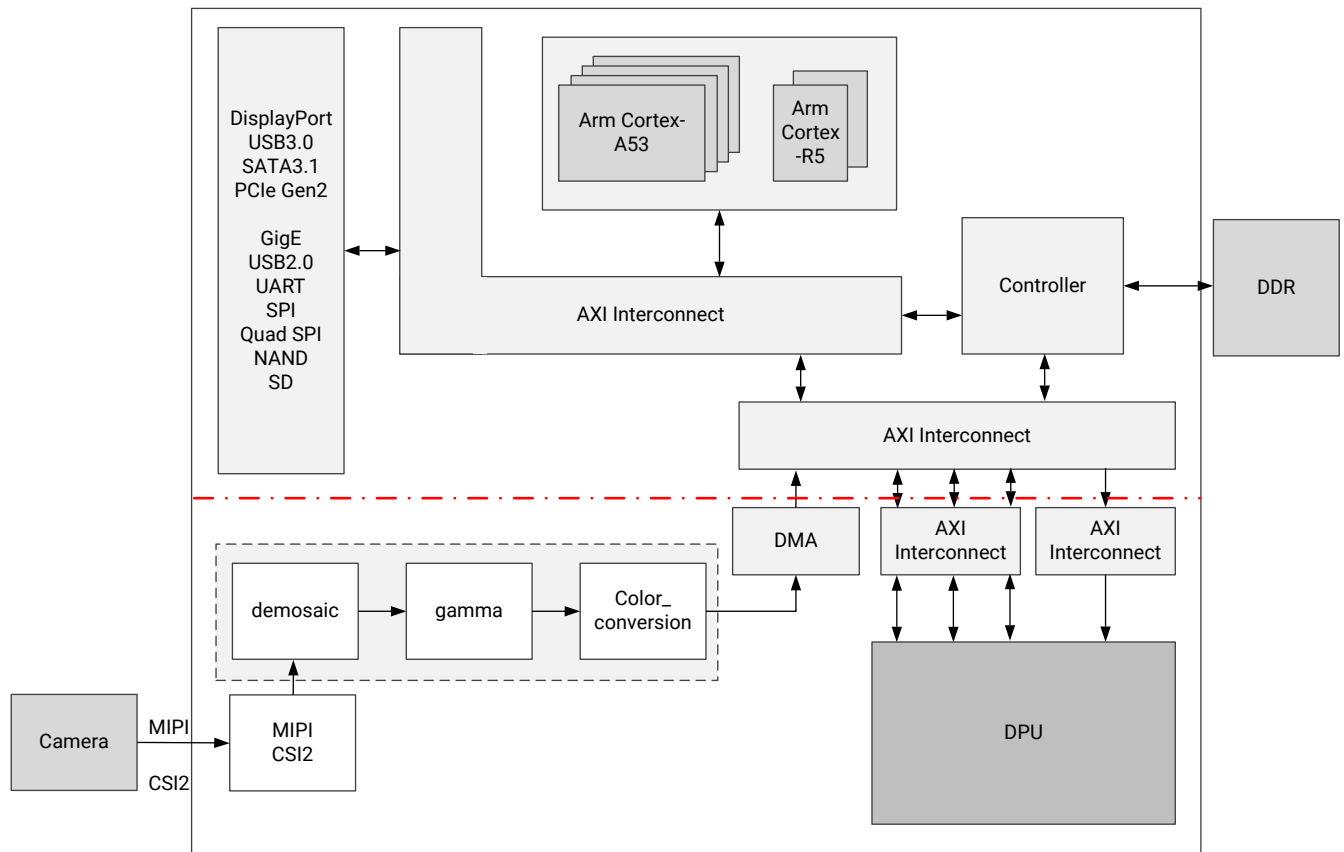 DisplayPort
USB3.0
SATA3.1
PCIe Gen2
GigE
USB2.0
UART
SPI
Quad SPI
NAND
SD
Arm Cortex-
A53
Arm
Cortex
-R5
AXI Interconnect
Controller
DDR
AXI Interconnect
DMA
AXI
Interconnect
AXI
Interconnect
demosaic
gamma
Color_
conversion
Camera
MIPI
CSI2
MIPI
CSI2
DPU